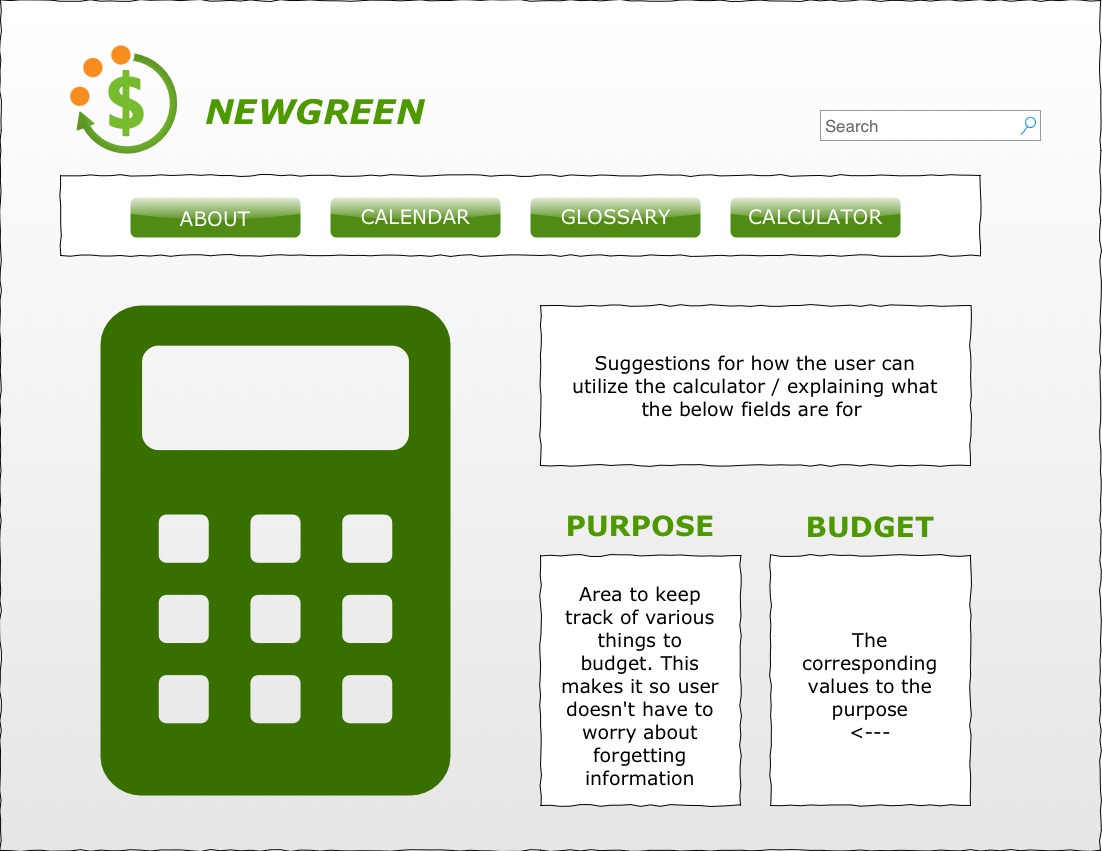 $
NEWGREEN
Search
ABOUT
CALENDAR
GLOSSARY
CALCULATOR
Suggestions for how the user can
utilize the calculator / explaining what
the below fields are for
PURPOSE
BUDGET
Area to keep
track of various
things to
budget. This
makes it so user
doesn't have to
worry about
forgetting
information
The
corresponding
values to the
purpose
<---